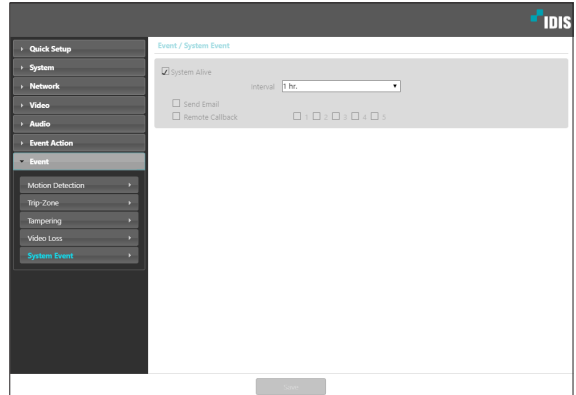 IDIS
Quick Setup
System
Network
Video
Audio
Event Action
Event
Motion Detection
Trip-Zone
Tampering
Video Loss
System Event
Event / System Event
System Alive
Interval 1 hr.
Send Email
Remote Callback 1 2 3 4 5
Save